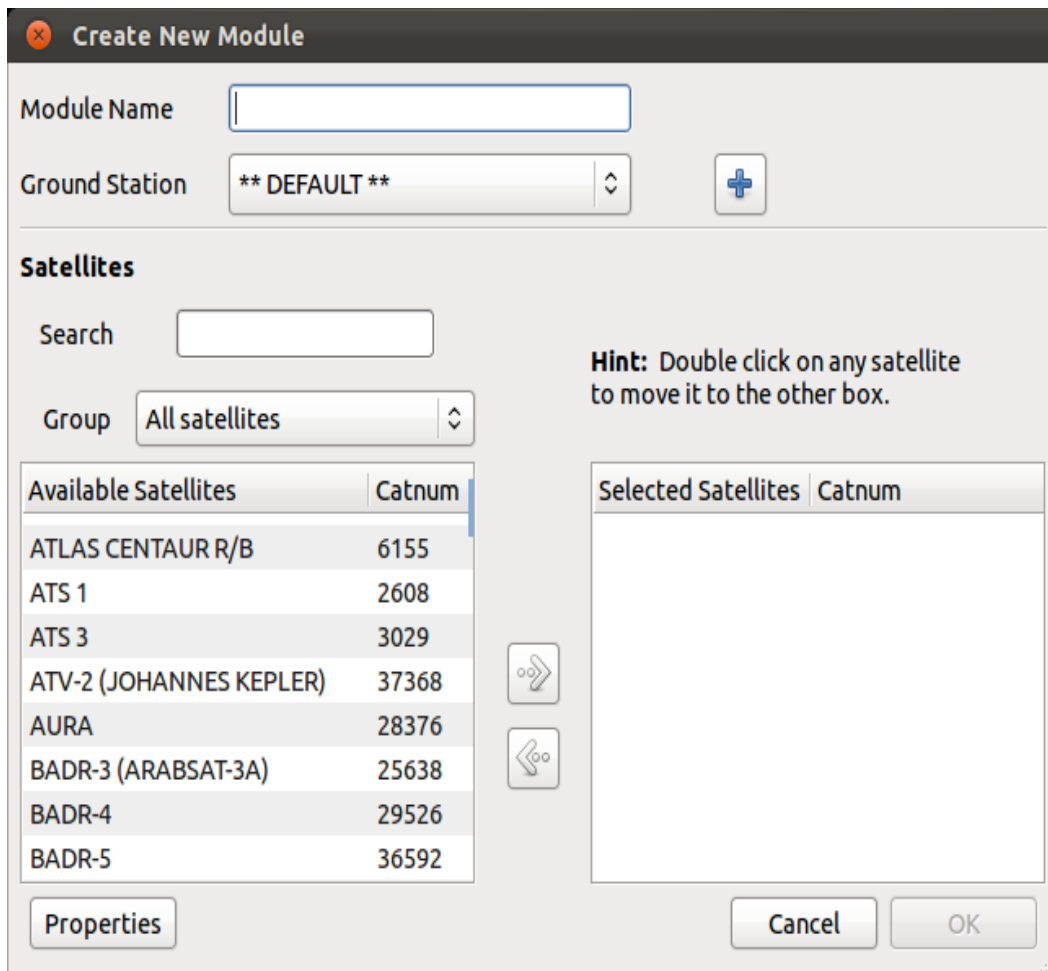 Create New Module
Module Name
Ground Station ** DEFAULT **
Satellites
Search
Hint: Double click on any satellite
to move it to the other box.
Group All satellites
Available Satellites Catnum
ATLAS CENTAUR R/B 6155
ATS 1 2608
ATS 3 3029
ATV-2 (JOHANNES KEPLER) 37368
AURA 28376
BADR-3 (ARABSAT-3A) 25638
BADR-4 29526
BADR-5 36592
Selected Satellites Catnum
Properties Cancel OK